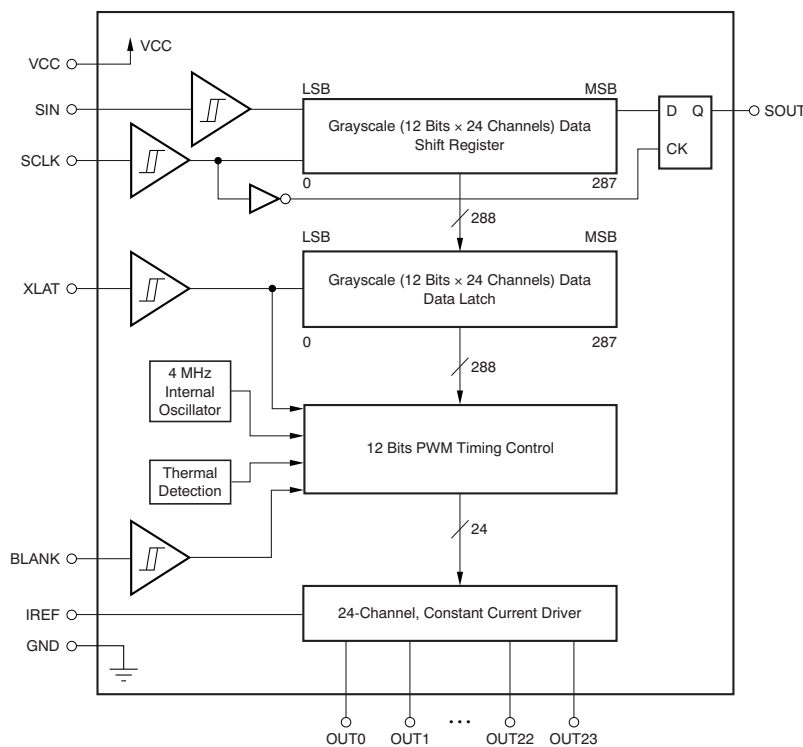 VCC
VCC
SIN
LSB
MSB
Grayscale (12 Bits × 24 Channels) Data
Shift Register
D Q
SOUT
CK
SCLK
0
287
288
LSB
MSB
XLAT
Grayscale (12 Bits × 24 Channels) Data
Data Latch
0
287
288
4 MHz
Internal
Oscillator
12 Bits PWM Timing Control
Thermal
Detection
24
BLANK
IREF
24-Channel, Constant Current Driver
GND
OUT0
OUT1
...
OUT22
OUT23